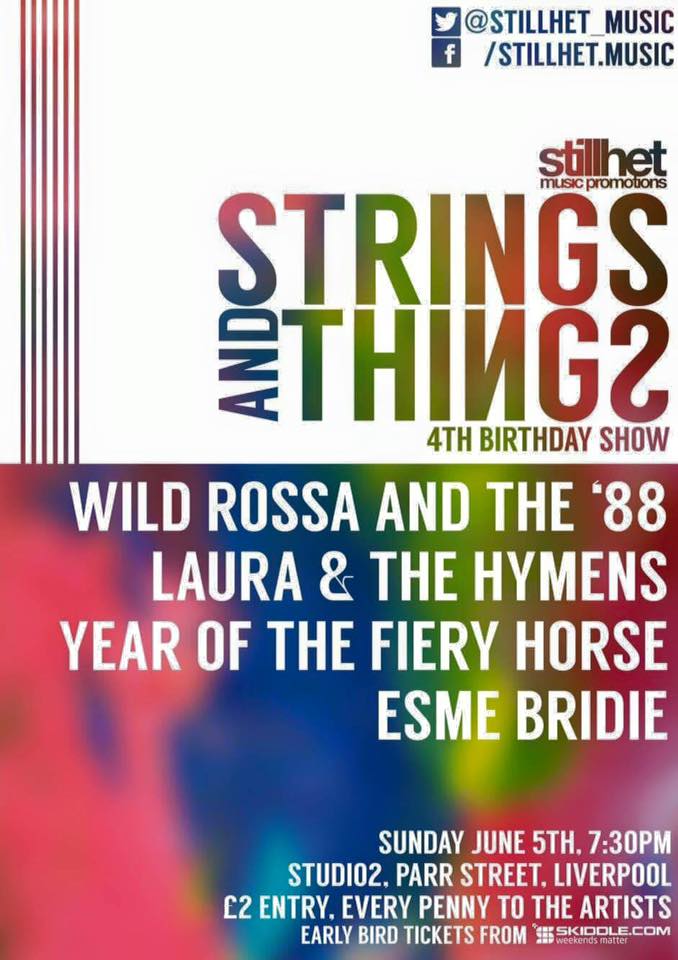 @STILLHET_MUSIC
f /STILLHET.MUSIC
stillhet
music promotions
STRINGS
AND THINGS
4TH BIRTHDAY SHOW
WILD ROSSA AND THE ‘88
LAURA & THE HYMENS
YEAR OF THE FIERY HORSE
ESME BRIDIE
SUNDAY JUNE 5TH, 7:30PM
STUDIO2, PARR STREET, LIVERPOOL
£2 ENTRY, EVERY PENNY TO THE ARTISTS
EARLY BIRD TICKETS FROM SKIDDLE.COM
weekends matter